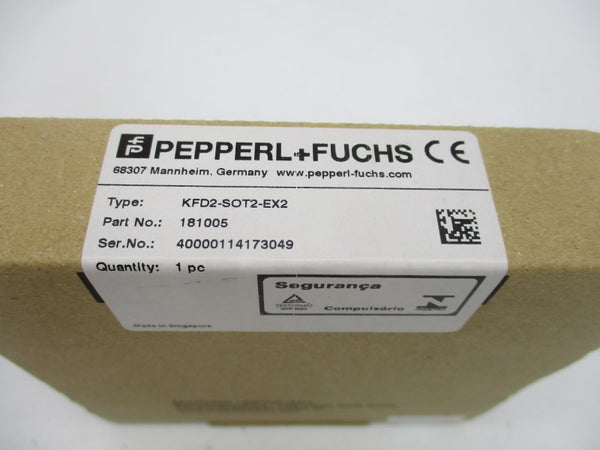 PEPPERL+FUCHS CE
68307 Mannheim. Germany www.pepperl-fuchs.com
Type: KFD2-SOT2-EX2
Part No.: 181005
Ser.No.: 40000114173049
Quantity: 1 pc
Segurança
Compulsório
Made in Singapore